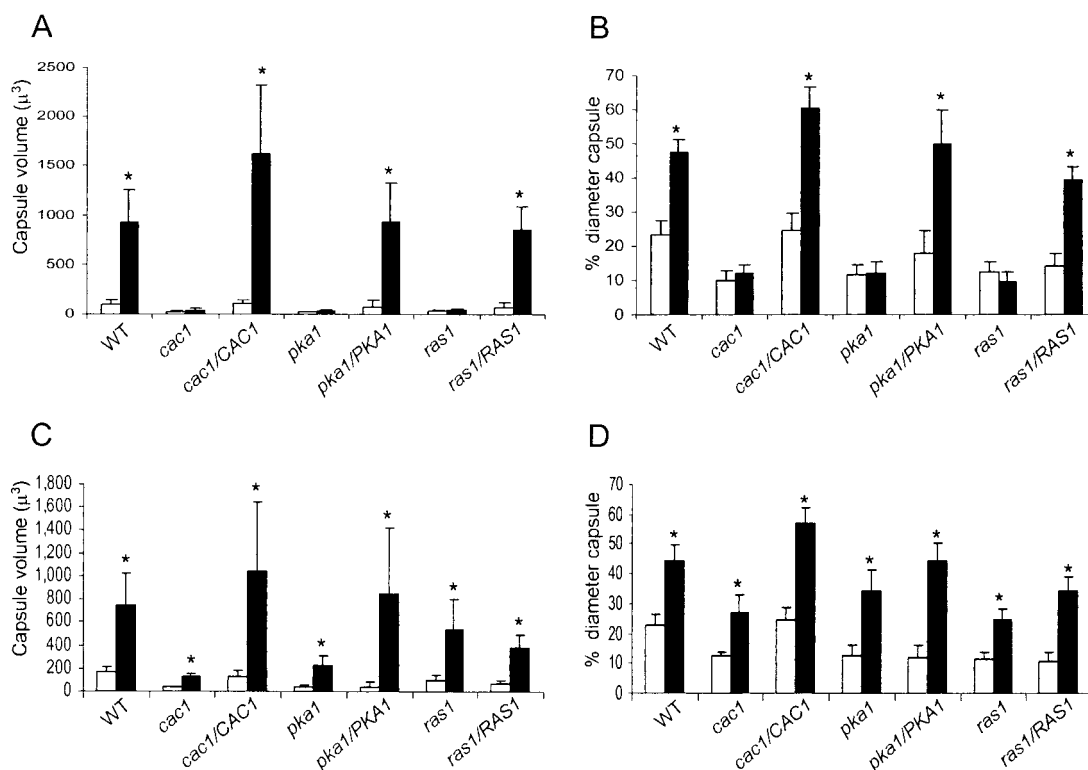 A
Capsule volume (μ³)
2500
2000
1500
1000
500
0
*
*
*
*
WT
cac1
cac1/CAC1
pka1
pka1/PKA1
ras1
ras1/RAS1
B
% diameter capsule
70
60
50
40
30
20
10
0
*
*
*
*
WT
cac1
cac1/CAC1
pka1
pka1/PKA1
ras1
ras1/RAS1
C
Capsule volume (μ³)
1,800
1,600
1,400
1,200
1,000
800
600
400
200
0
*
*
*
*
*
*
*
WT
cac1
cac1/CAC1
pka1
pka1/PKA1
ras1
ras1/RAS1
D
% diameter capsule
70
60
50
40
30
20
10
0
*
*
*
*
*
*
*
WT
cac1
cac1/CAC1
pka1
pka1/PKA1
ras1
ras1/RAS1